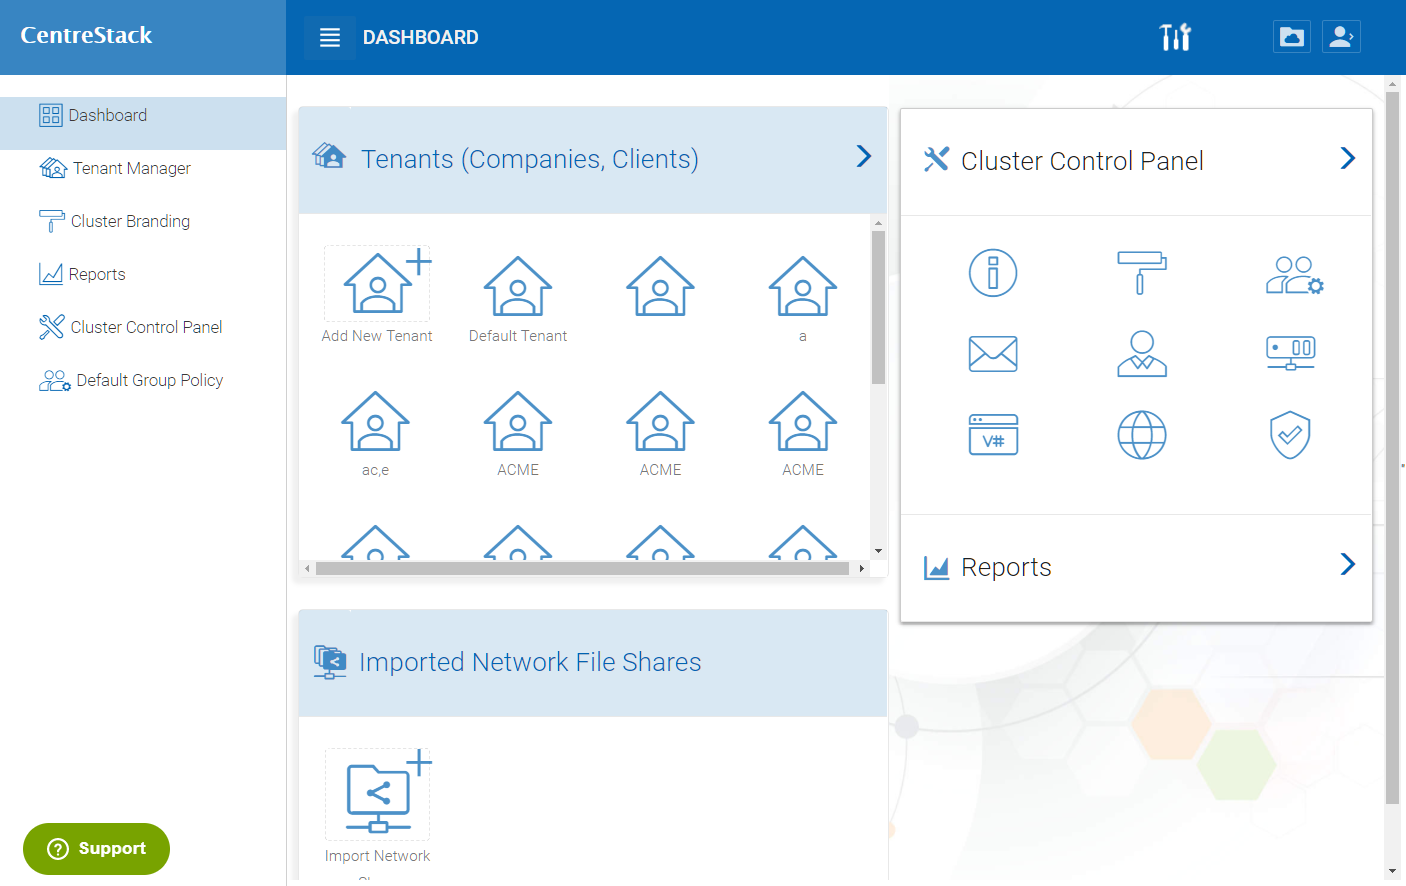 CentreStack
DASHBOARD
Dashboard
Tenant Manager
Cluster Branding
Reports
Cluster Control Panel
Default Group Policy
Support
Tenants (Companies, Clients)
Add New Tenant
Default Tenant
a
ac,e
ACME
ACME
ACME
Imported Network File Shares
Import Network
Cluster Control Panel
V#
Reports